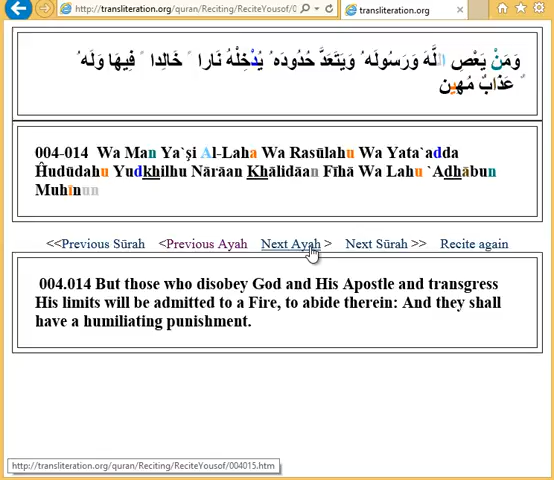 http://transliteration.org/quran/Reciting/ReciteYousof/0
transliteration.org
وَمَنْ يَعْصِ اللَّهَ وَرَسُولَهُ وَيَتَعَدَّ حُدُودَهُ يُدْخِلْهُ نَارا ً خَالِدا ً فِيهَا وَلَهُ
عَذَابٌ مُهِين
004-014 Wa Man Ya`şi Al-Laha Wa Rasūlahu Wa Yata`adda
Ĥudūdahu Yudkhilhu Nārāan Khālidāan Fīhā Wa Lahu `Adhābun
Muhīnun
<<Previous Sūrah <Previous Ayah Next Ayah > Next Sūrah >> Recite again
004.014 But those who disobey God and His Apostle and transgress
His limits will be admitted to a Fire, to abide therein: And they shall
have a humiliating punishment.
http://transliteration.org/quran/Reciting/ReciteYousof/004015.htm